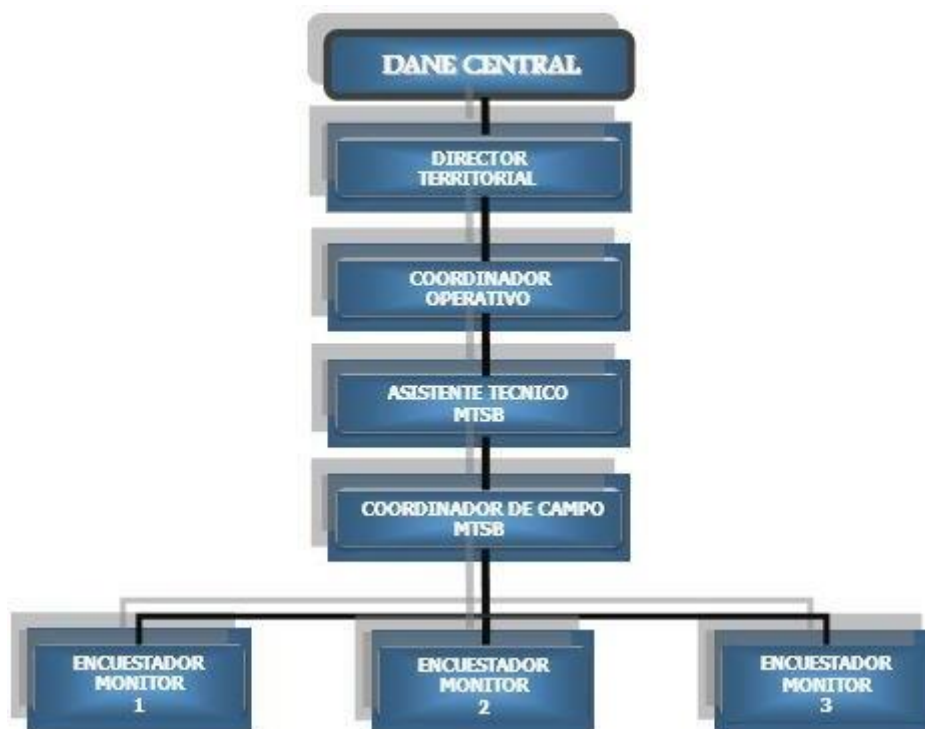 DANE CENTRAL
DIRECTOR
TERRITORIAL
COORDINADOR
OPERATIVO
ASISTENTE TECNICO
MTSB
COORDINADOR DE CAMPO
MTSB
ENCUESTADOR
MONITOR
1
ENCUESTADOR
MONITOR
2
ENCUESTADOR
MONITOR
3